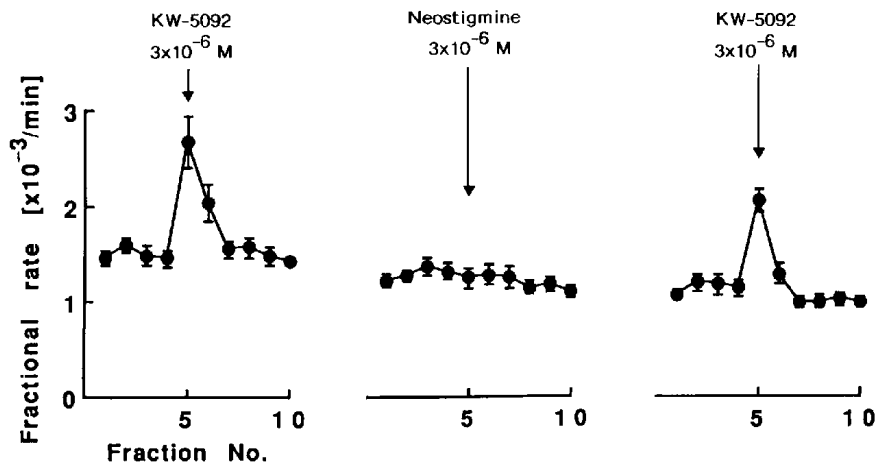 KW-5092
3x10⁻⁶ M
Neostigmine
3x10⁻⁶ M
KW-5092
3x10⁻⁶ M
Fractional rate [x10⁻³/min]
3
2
1
0
5
10
5
10
5
10
Fraction No.